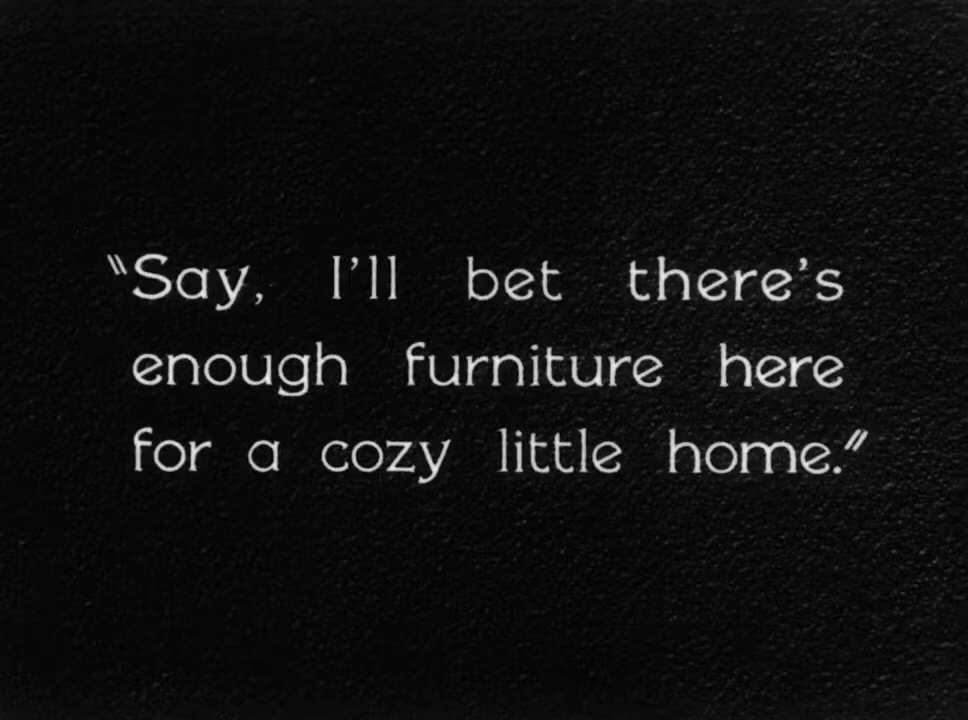 "Say, I'll bet there's
enough furniture here
for a cozy little home."